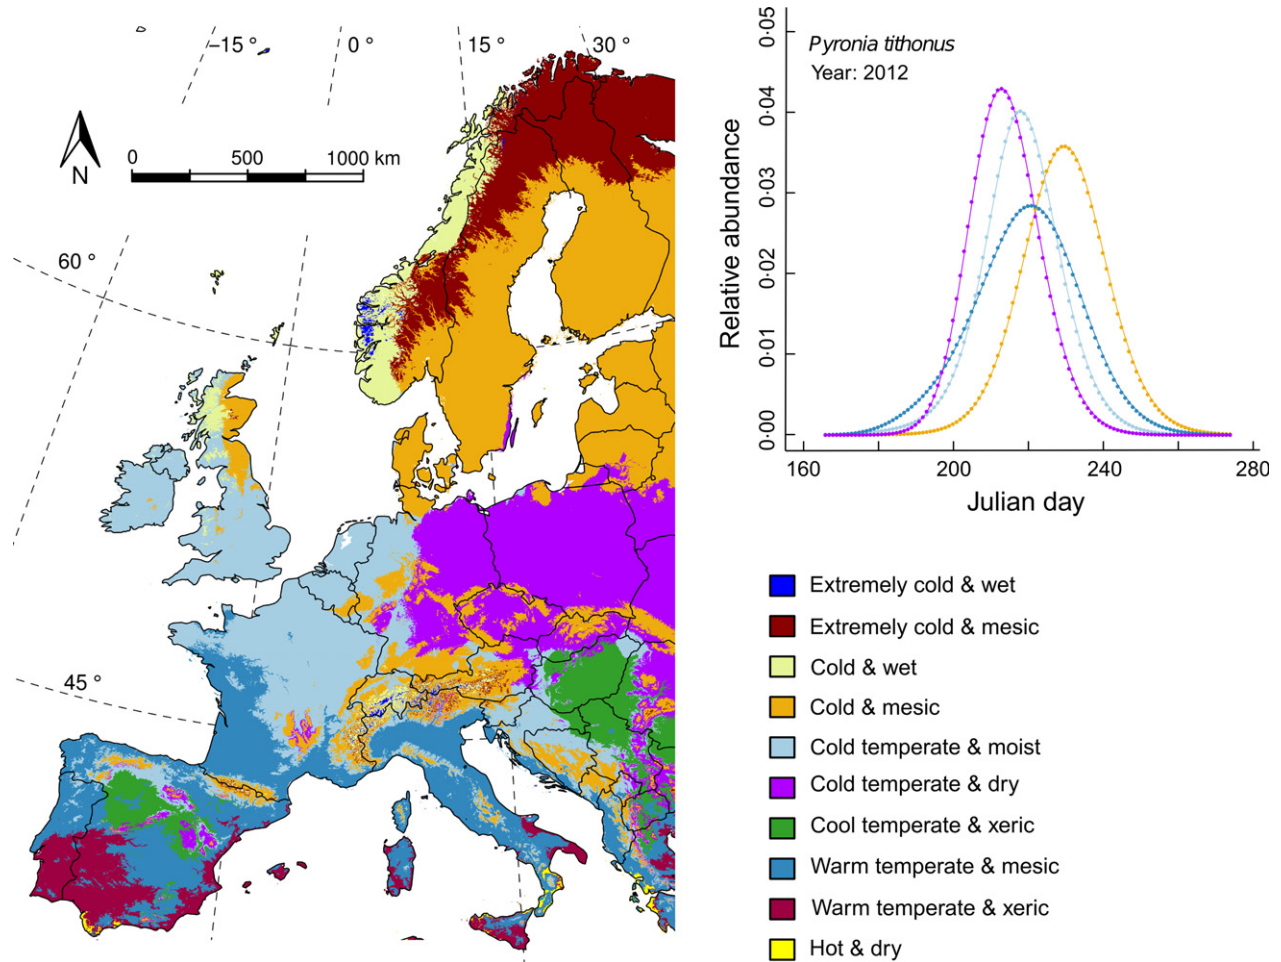 −15 °
0 °
15 °
30 °
N
0
500
1000 km
60 °
45 °
Pyronia tithonus
Year: 2012
Relative abundance
0·05
0·04
0·03
0·02
0·01
0·00
160
200
240
280
Julian day
Extremely cold & wet
Extremely cold & mesic
Cold & wet
Cold & mesic
Cold temperate & moist
Cold temperate & dry
Cool temperate & xeric
Warm temperate & mesic
Warm temperate & xeric
Hot & dry